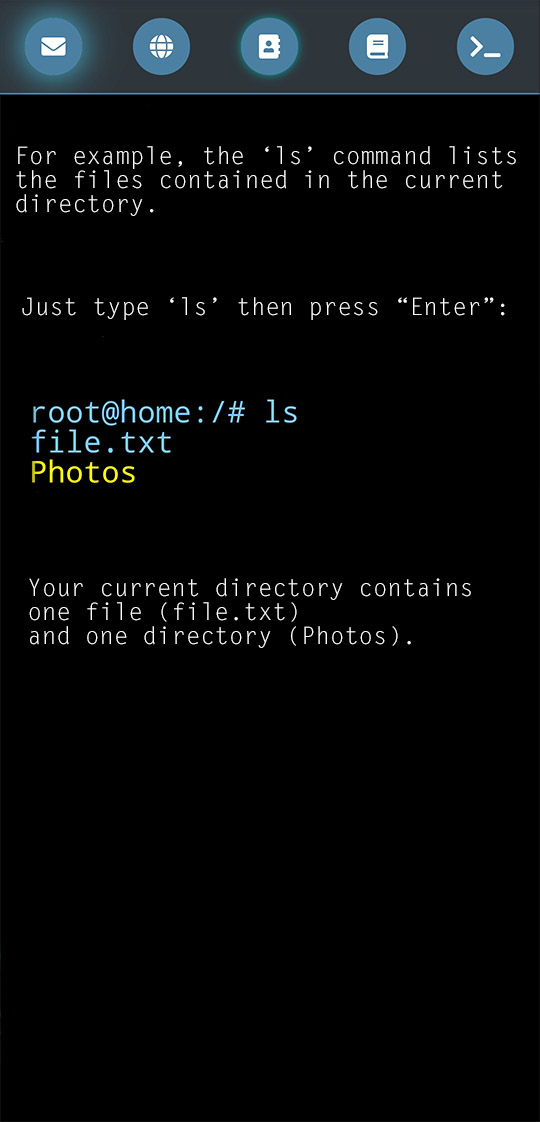 For example, the ‘ls’ command lists
the files contained in the current
directory.
Just type ‘ls’ then press “Enter”:
root@home:/# ls
file.txt
Photos
Your current directory contains
one file (file.txt)
and one directory (Photos).